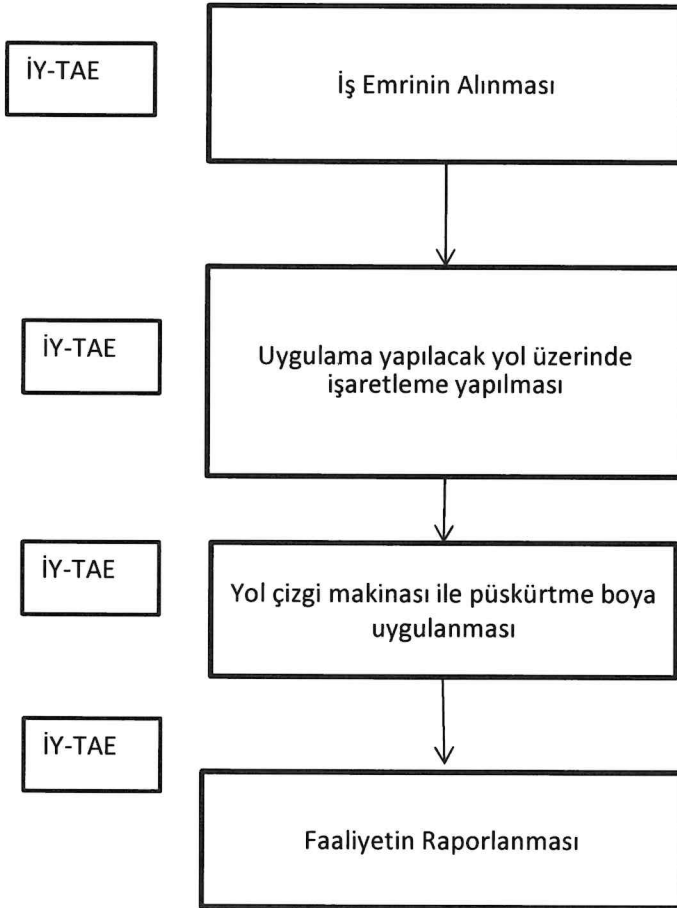 İY-TAE
İş Emrinin Alınması
İY-TAE
Uygulama yapılacak yol üzerinde
işaretleme yapılması
İY-TAE
Yol çizgi makinası ile püskürtme boya
uygulanması
İY-TAE
Faaliyetin Raporlanması